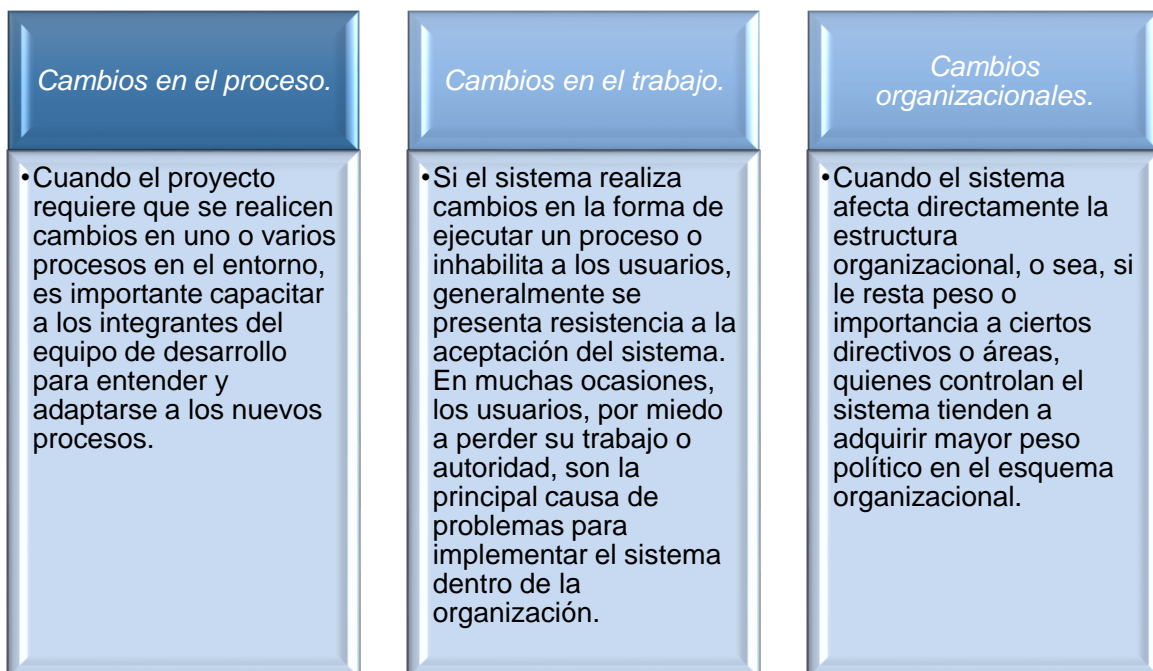 Cambios en el proceso.
•Cuando el proyecto
requiere que se realicen
cambios en uno o varios
procesos en el entorno,
es importante capacitar
a los integrantes del
equipo de desarrollo
para entender y
adaptarse a los nuevos
procesos.
Cambios en el trabajo.
•Si el sistema realiza
cambios en la forma de
ejecutar un proceso o
inhabilita a los usuarios,
generalmente se
presenta resistencia a la
aceptación del sistema.
En muchas ocasiones,
los usuarios, por miedo
a perder su trabajo o
autoridad, son la
principal causa de
problemas para
implementar el sistema
dentro de la
organización.
Cambios
organizacionales.
•Cuando el sistema
afecta directamente la
estructura
organizacional, o sea, si
le resta peso o
importancia a ciertos
directivos o áreas,
quienes controlan el
sistema tienden a
adquirir mayor peso
político en el esquema
organizacional.